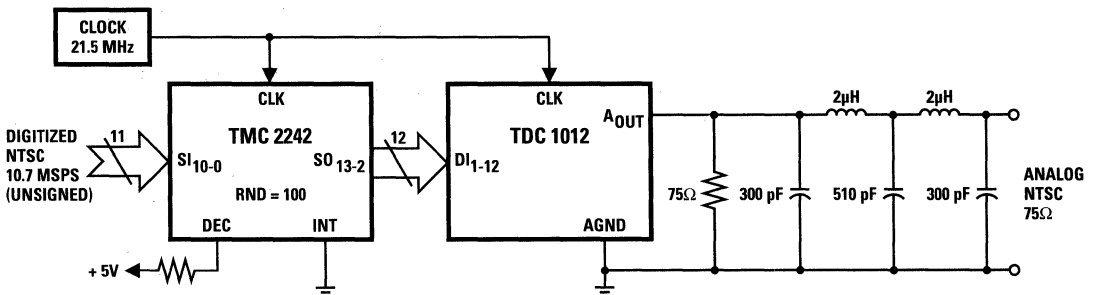 CLOCK
21.5 MHz
CLK
CLK
TMC 2242
TDC 1012
AOUT
DIGITIZED
NTSC
10.7 MSPS
(UNSIGNED)
11
SI10-0
SO13-2
12
DI1-12
RND = 100
DEC
INT
AGND
+ 5V
2µH
2µH
75Ω
300 pF
510 pF
300 pF
ANALOG
NTSC
75Ω